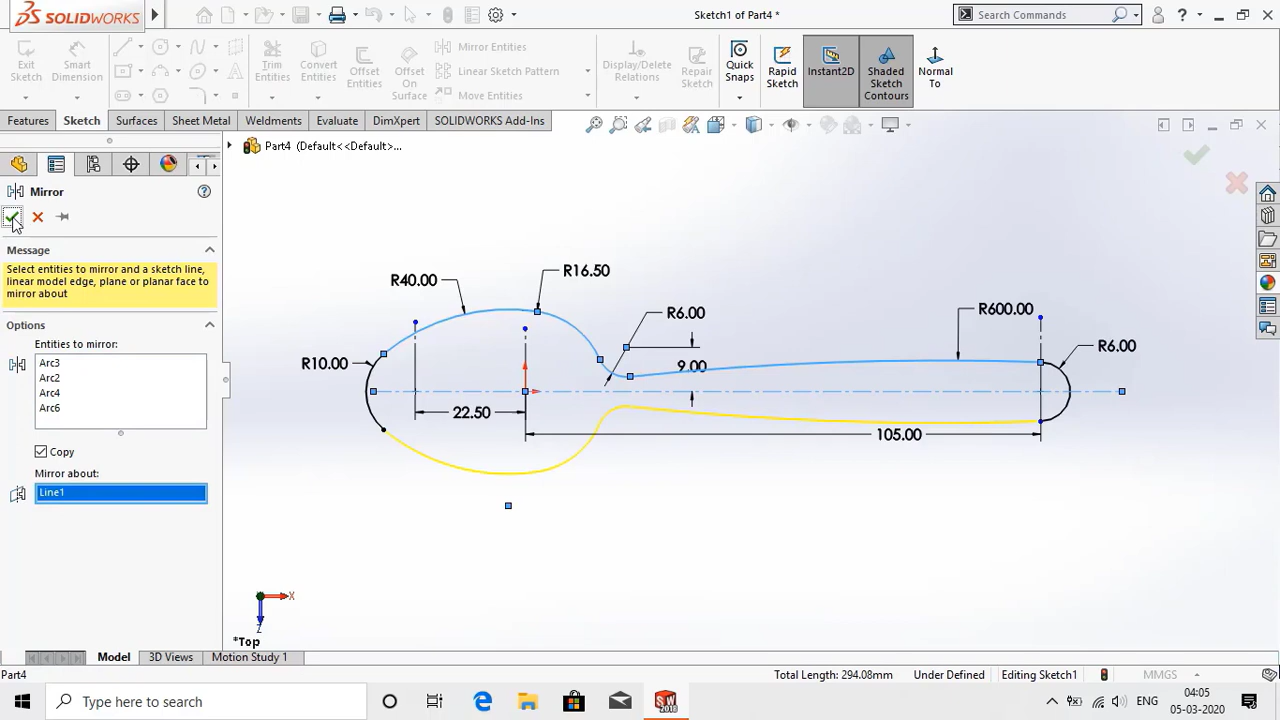 SOLIDWORKS
Sketch1 of Part4 *
Search Commands
Exit Sketch
Smart Dimension
Trim Entities
Convert Entities
Offset Entities
Offset On Surface
Mirror Entities
Linear Sketch Pattern
Move Entities
Display/Delete Relations
Repair Sketch
Quick Snaps
Rapid Sketch
Instant2D
Shaded Sketch Contours
Normal To
Features
Sketch
Surfaces
Sheet Metal
Weldments
Evaluate
DimXpert
SOLIDWORKS Add-Ins
Part4 (Default<<Default>...
Mirror
Message
Select entities to mirror and a sketch line,
linear model edge, plane or planar face to
mirror about
Options
Entities to mirror:
Arc3
Arc2
Arc4
Arc6
Copy
Mirror about:
Line1
R40.00
R16.50
R6.00
R600.00
R10.00
9.00
R6.00
22.50
105.00
X
Z
*Top
Model
3D Views
Motion Study 1
Part4
Total Length: 294.08mm
Under Defined
Editing Sketch1
MMGS
Type here to search
SW
2018
ENG
04:05
05-03-2020